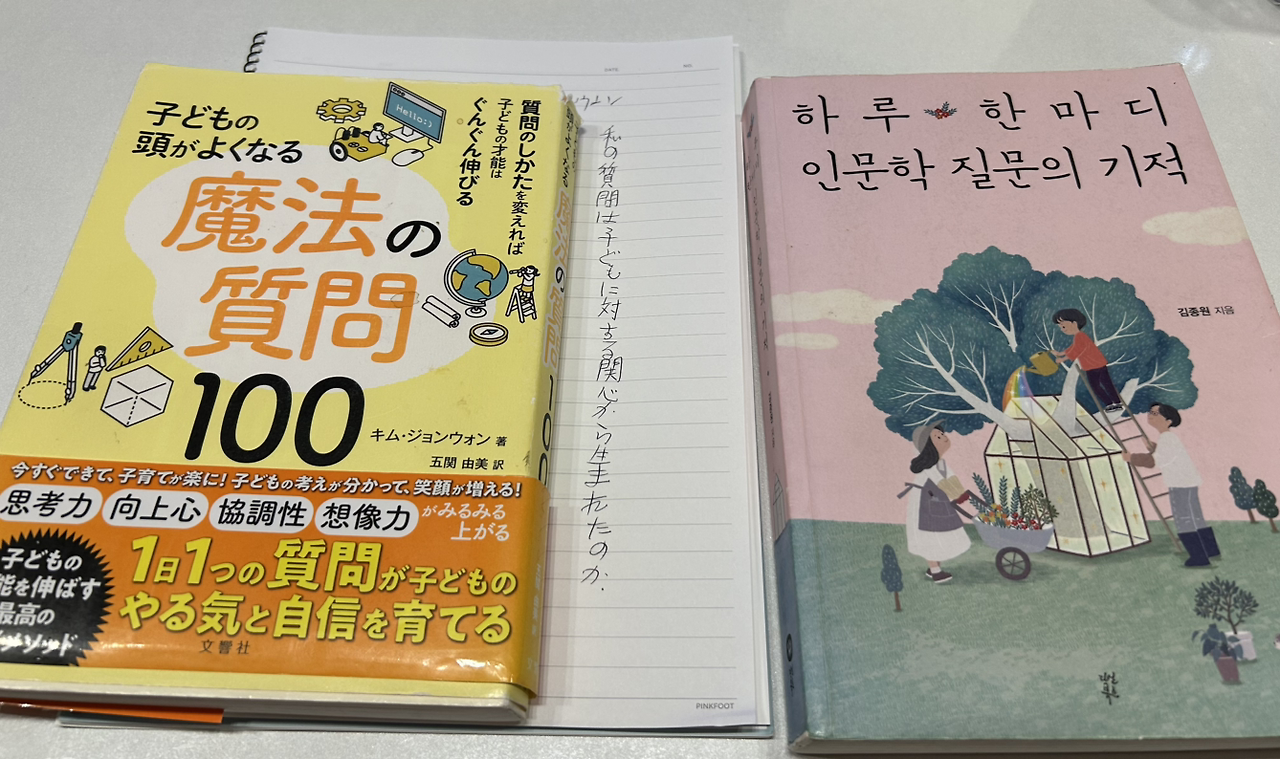 子どもの
頭がよくなる
魔法の
質問
100
質問のしかたを変えれば
子どもの才能は
ぐんぐん伸びる
Hello:)
キム・ジョンウォン 著
五関 由美 訳
今すぐできて、子育てが楽に!子どもの考えが分かって、笑顔が増える!
思考力 向上心 協調性 想像力 がみるみる
上がる
子どもの
能を伸ばす
最高の
メソッド
1日1つの質問が子どもの
やる気と自信を育てる
文響社
DATE
NO.
私の質問は子どもに対する関心から生まれたのか.
PINKFOOT
하루 한마디
인문학 질문의 기적
김종원 지음